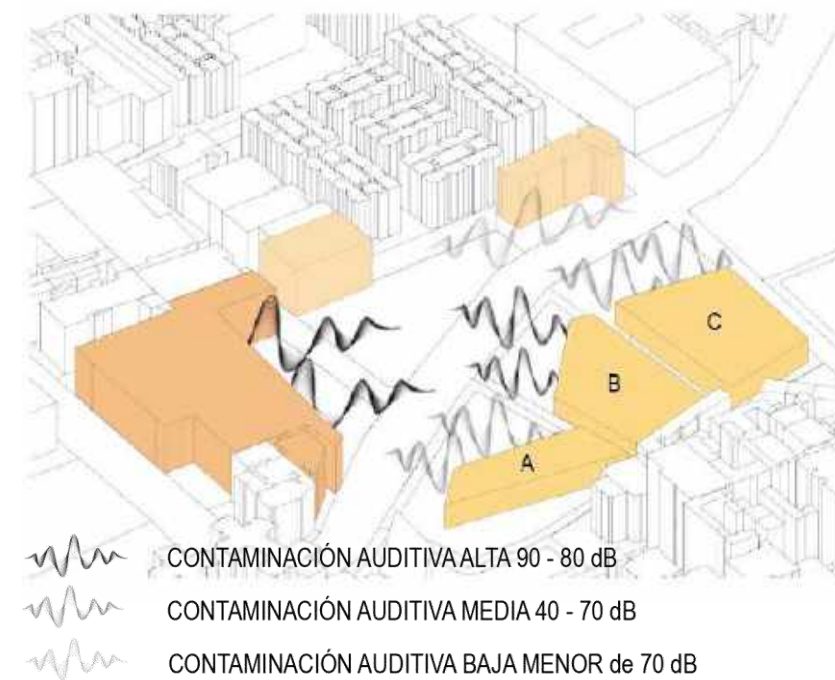 C
B
A
CONTAMINACIÓN AUDITIVA ALTA 90 - 80 dB
CONTAMINACIÓN AUDITIVA MEDIA 40 - 70 dB
CONTAMINACIÓN AUDITIVA BAJA MENOR de 70 dB